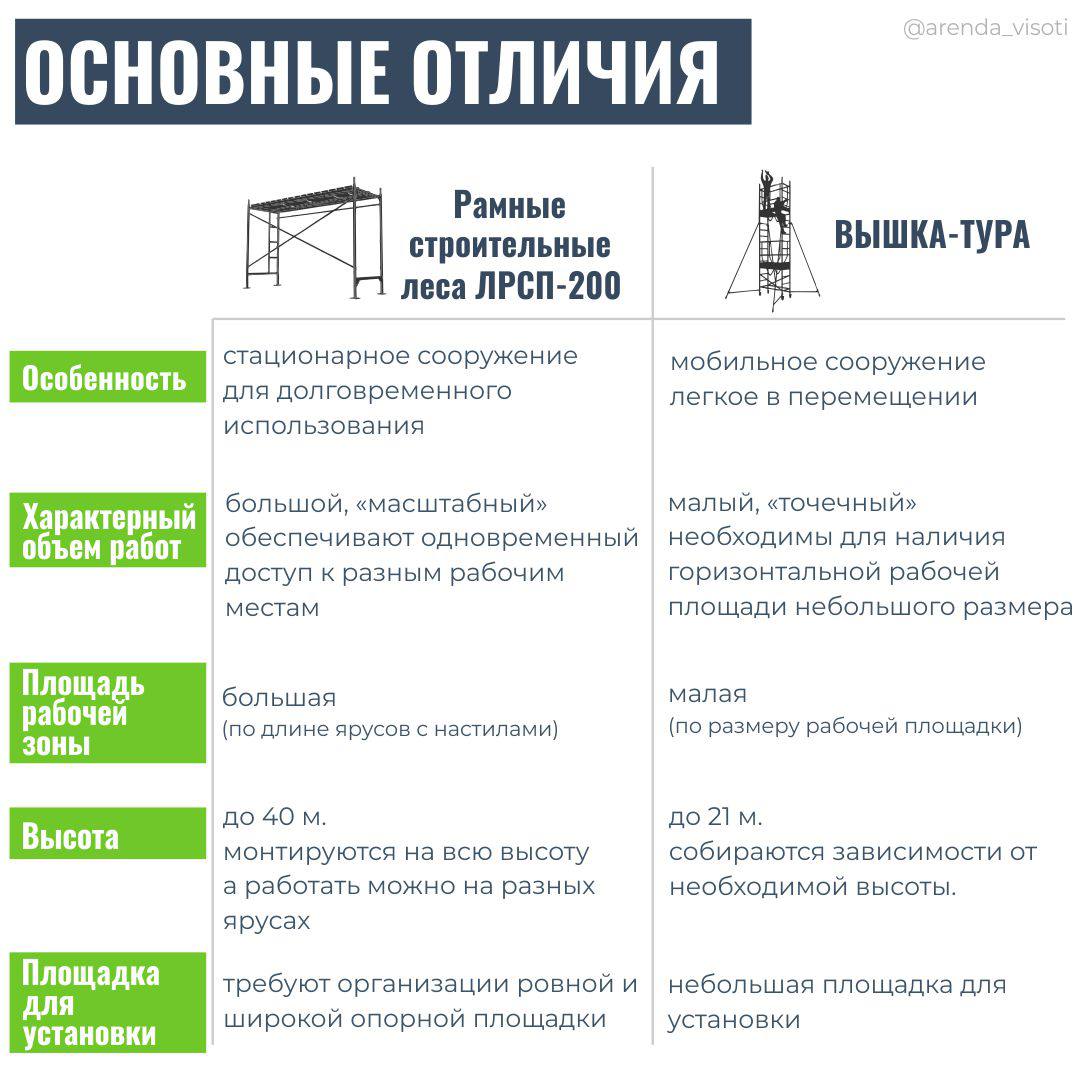 @arenda_visoti
ОСНОВНЫЕ ОТЛИЧИЯ
Рамные
строительные
леса ЛРСП-200
ВЫШКА-ТУРА
Особенность
стационарное сооружение
для долговременного
использования
мобильное сооружение
легкое в перемещении
Характерный
объем работ
большой, «масштабный»
обеспечивают одновременный
доступ к разным рабочим
местам
малый, «точечный»
необходимы для наличия
горизонтальной рабочей
площади небольшого размера
Площадь
рабочей
зоны
большая
(по длине ярусов с настилами)
малая
(по размеру рабочей площадки)
Высота
до 40 м.
монтируются на всю высоту
а работать можно на разных
ярусах
до 21 м.
собираются зависимости от
необходимой высоты.
Площадка
для
установки
требуют организации ровной и
широкой опорной площадки
небольшая площадка для
установки